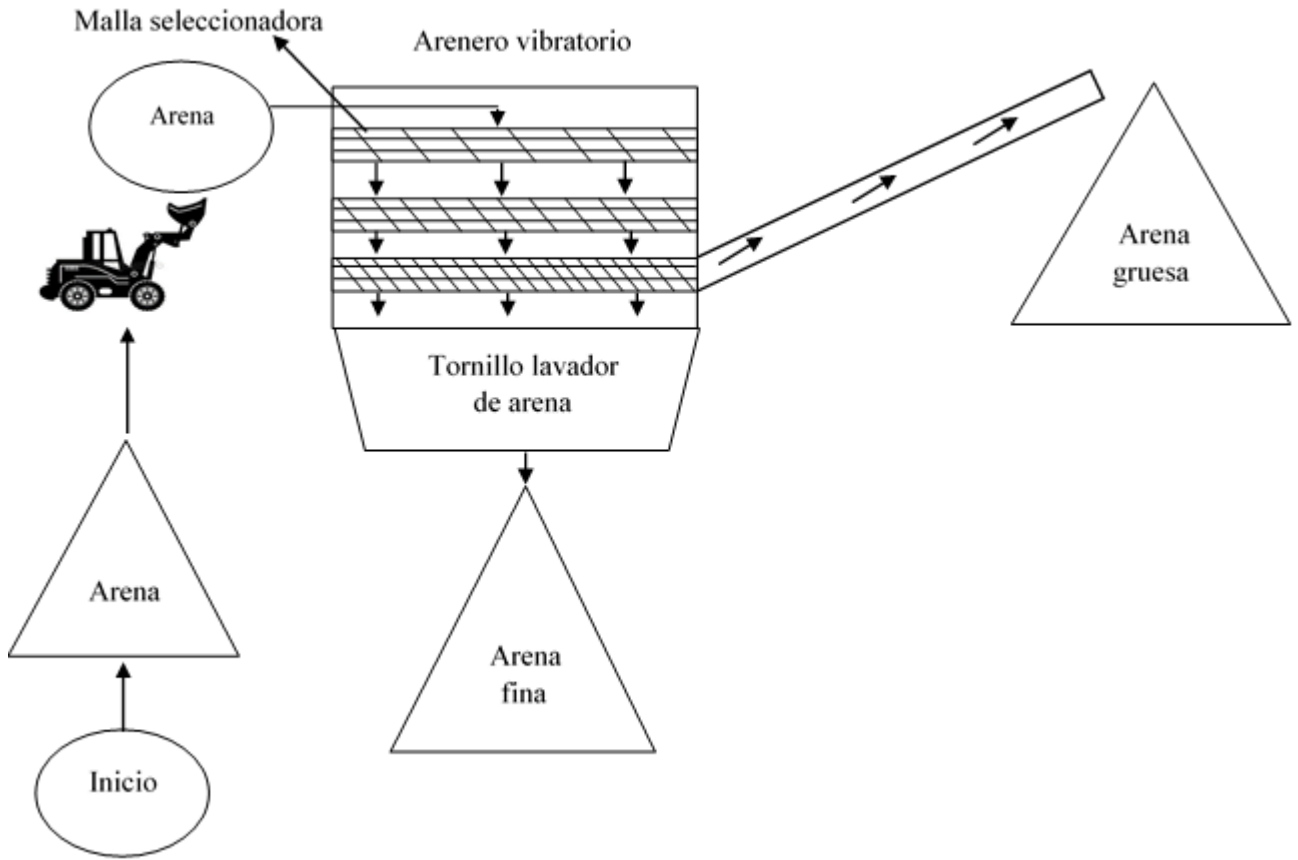 Malla seleccionadora
Arenero vibratorio
Arena
Arena
gruesa
Tornillo lavador
de arena
Arena
Arena
fina
Inicio